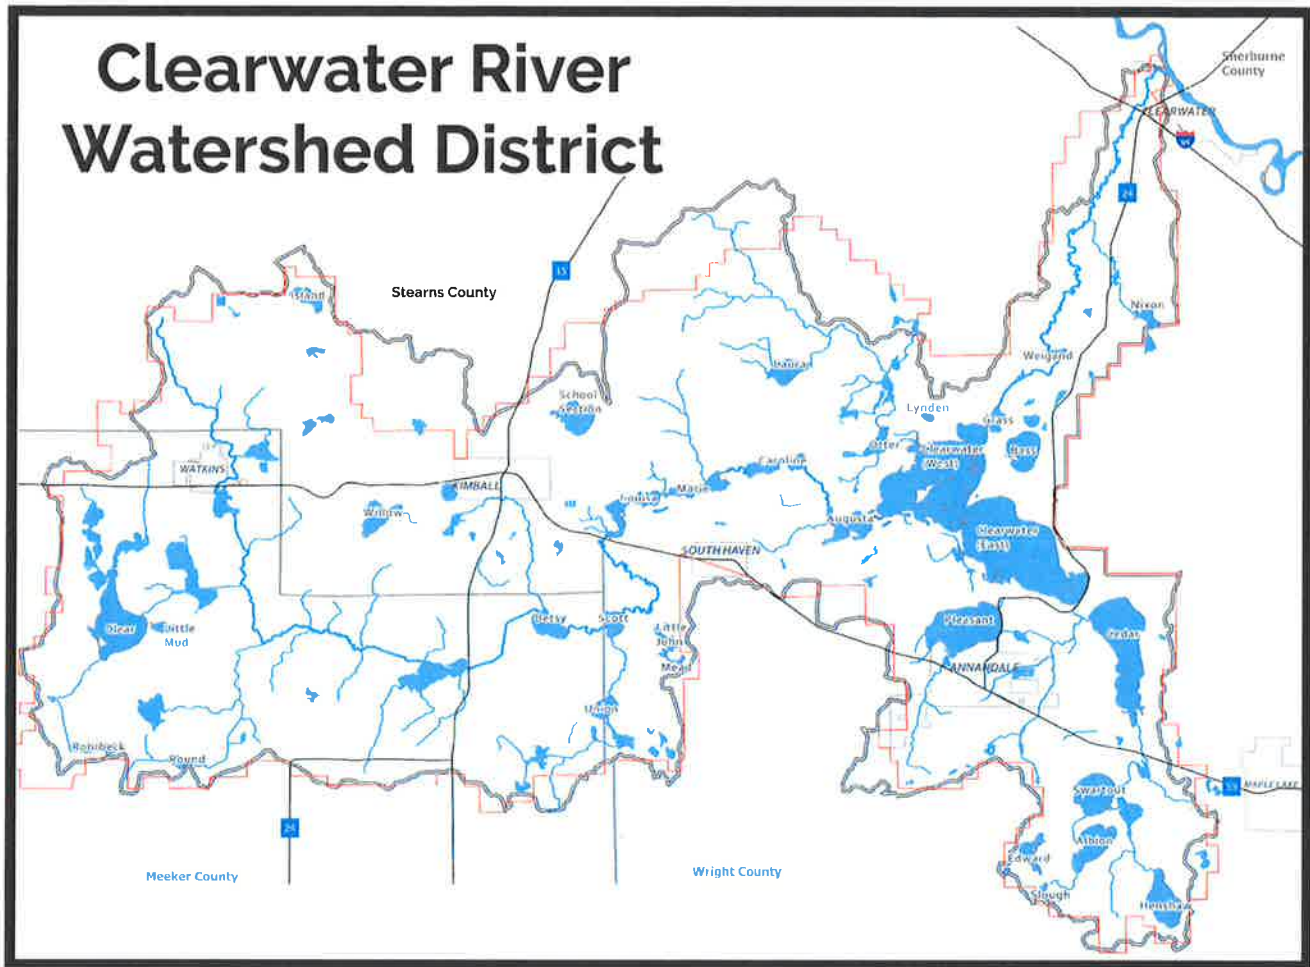 Clearwater River
Watershed District
Sherburne
County
CLEARWATER
24
15
Stearns County
Island
Nixon
Weigand
Laura
School
Section
Lynden
Grass
Otter
Clearwater
(West)
Bass
WATKINS
Caroline
Marie
KIMBALL
Louisa
Willow
Augusta
Clearwater
(East)
SOUTH HAVEN
Betsy
Scott
Pleasant
Clear
Little
Mud
Little
John
Cedar
Mead
ANNANDALE
Union
Rohlbeck
Round
55
MAPLE LAKE
Swartout
24
Albion
Edward
Meeker County
Wright County
Slough
Henshaw